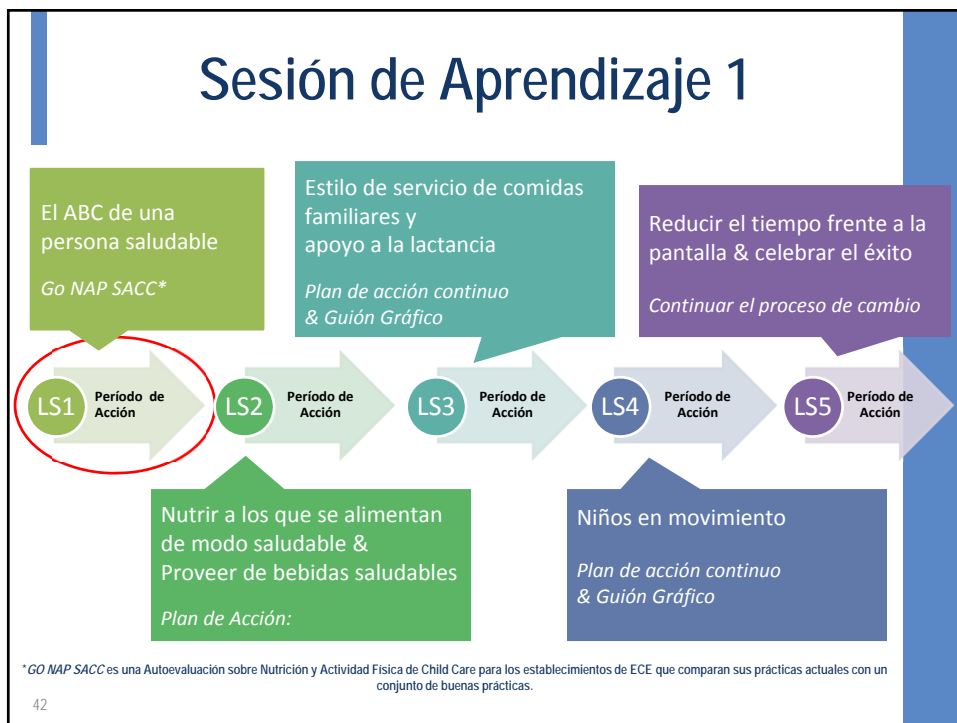 Sesión de Aprendizaje 1
El ABC de una
persona saludable
Go NAP SACC*
Estilo de servicio de comidas
familiares y
apoyo a la lactancia
Plan de acción continuo
& Guión Gráfico
Reducir el tiempo frente a la
pantalla & celebrar el éxito
Continuar el proceso de cambio
LS1
Período de
Acción
LS2
Período de
Acción
LS3
Período de
Acción
LS4
Período de
Acción
LS5
Período de
Acción
Nutrir a los que se alimentan
de modo saludable &
Proveer de bebidas saludables
Plan de Acción:
Niños en movimiento
Plan de acción continuo
& Guión Gráfico
*GO NAP SACC es una Autoevaluación sobre Nutrición y Actividad Física de Child Care para los establecimientos de ECE que comparan sus prácticas actuales con un
conjunto de buenas prácticas.
42